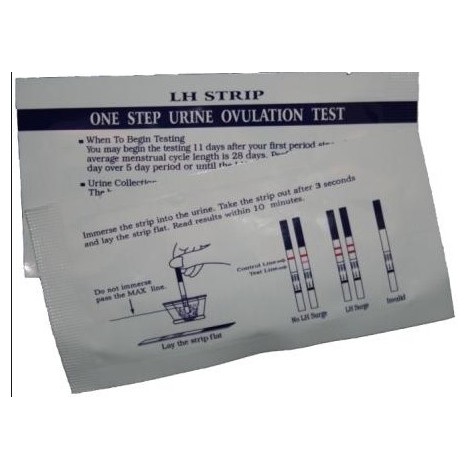 LH STRIP
ONE STEP URINE OVULATION TEST
When To Begin Testing
You may begin the testing 11 days after your first period
average menstrual cycle length is 28 days.
day over 5 day period or until the
Urine Collection
The
Immerse the strip into the urine. Take the strip out after 3 seconds
and lay the strip flat. Read results within 10 minutes.
Control Line
Test Line
Do not immerse
pass the MAX line.
No LH Surge
LH Surge
Invalid
Lay the strip flat